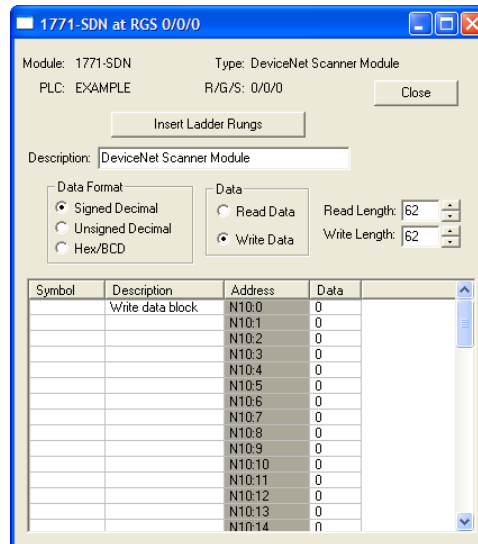 1771-SDN at RGS 0/0/0
Module: 1771-SDN Type: DeviceNet Scanner Module
PLC: EXAMPLE R/G/S: 0/0/0 Close
Insert Ladder Rungs
Description: DeviceNet Scanner Module
Data Format Data
Signed Decimal Read Data Read Length: 62
Unsigned Decimal Write Data Write Length: 62
Hex/BCD
Symbol Description Address Data
Write data block N10:0 0
N10:1 0
N10:2 0
N10:3 0
N10:4 0
N10:5 0
N10:6 0
N10:7 0
N10:8 0
N10:9 0
N10:10 0
N10:11 0
N10:12 0
N10:13 0
N10:14 0